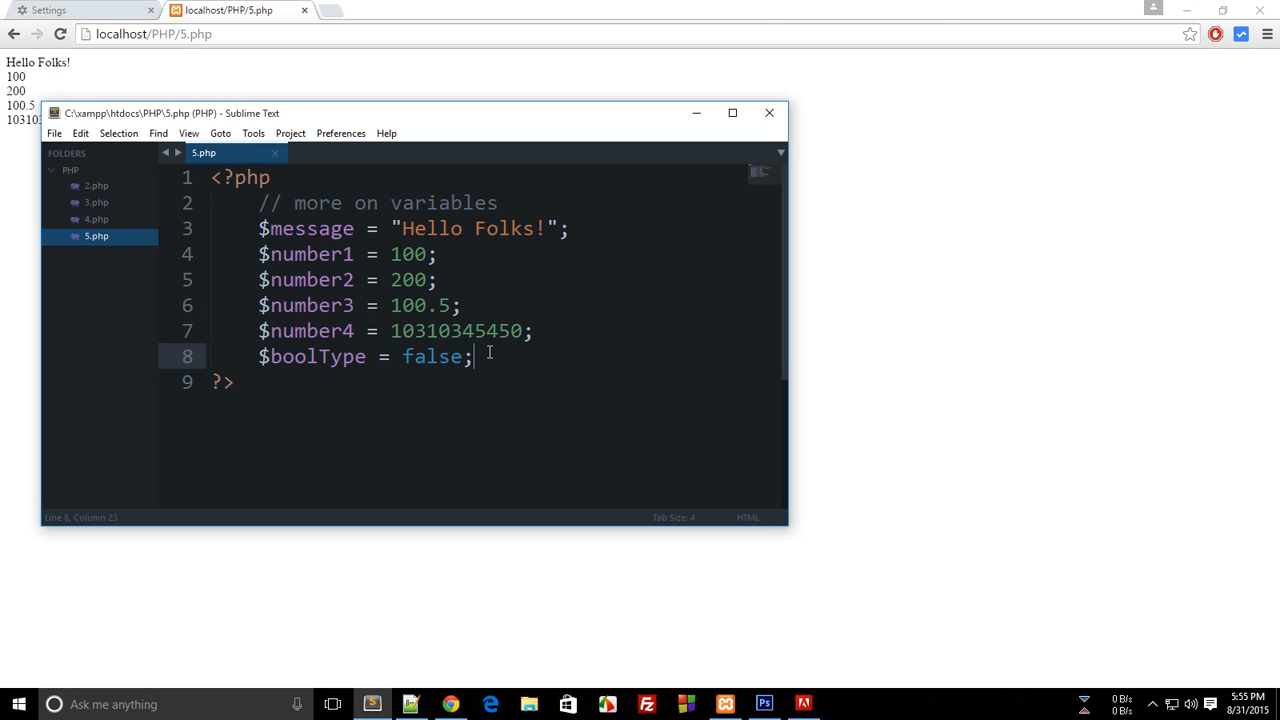 Settings
localhost/PHP/5.php
localhost/PHP/5.php
Hello Folks!
100
200
100.5
C:\xampp\htdocs\PHP\5.php (PHP) - Sublime Text
File Edit Selection Find View Goto Tools Project Preferences Help
FOLDERS
PHP
2.php
3.php
4.php
5.php
5.php
1 <?php
2 // more on variables
3 $message = "Hello Folks!";
4 $number1 = 100;
5 $number2 = 200;
6 $number3 = 100.5;
7 $number4 = 10310345450;
8 $boolType = false;
9 ?>
Line 8, Column 23
Tab Size: 4
HTML
Ask me anything
0 B/s
0 B/s
5:55 PM
8/31/2015